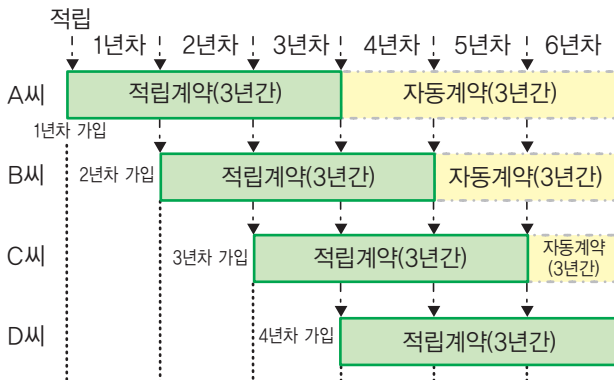 적립
1년차 2년차 3년차 4년차 5년차 6년차
A씨 적립계약(3년간) 자동계약(3년간)
1년차 가입
B씨 2년차 가입 적립계약(3년간) 자동계약(3년간)
C씨 3년차 가입 적립계약(3년간) 자동계약
(3년간)
D씨 4년차 가입 적립계약(3년간)